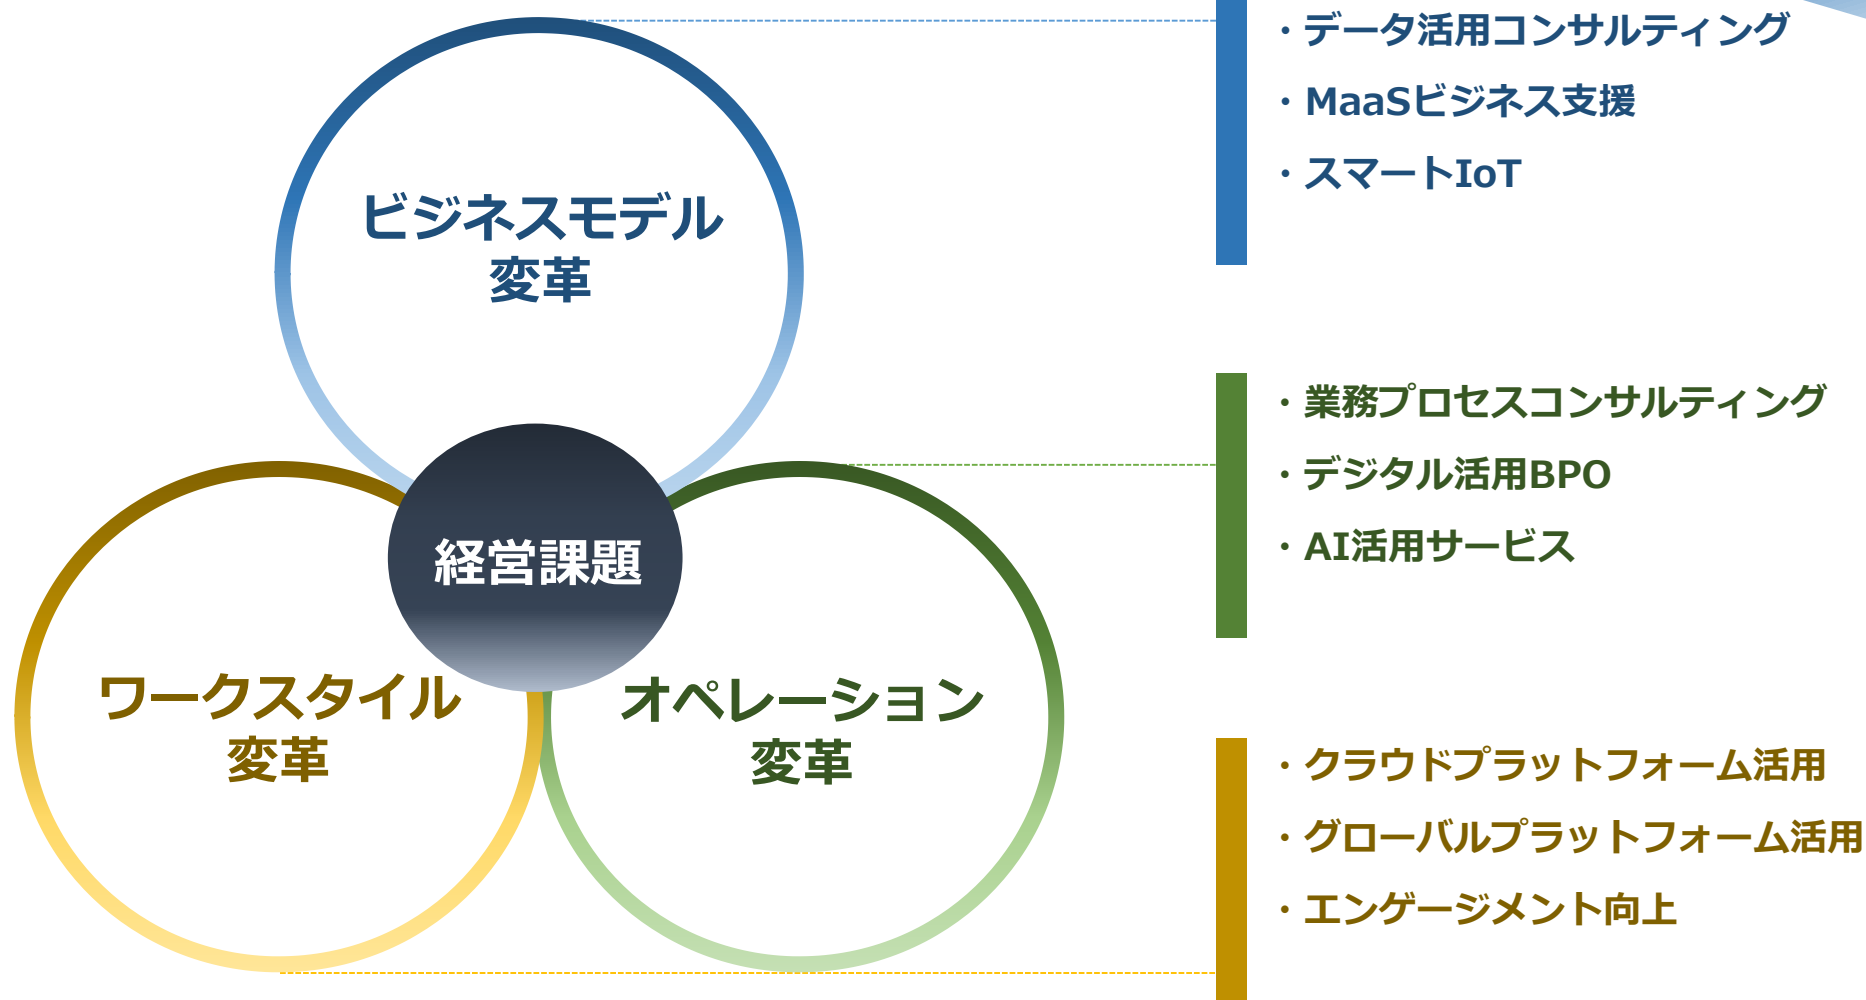 ビジネスモデル
変革
経営課題
ワークスタイル
変革
オペレーション
変革
・データ活用コンサルティング
・MaaSビジネス支援
・スマートIoT
・業務プロセスコンサルティング
・デジタル活用BPO
・AI活用サービス
・クラウドプラットフォーム活用
・グローバルプラットフォーム活用
・エンゲージメント向上